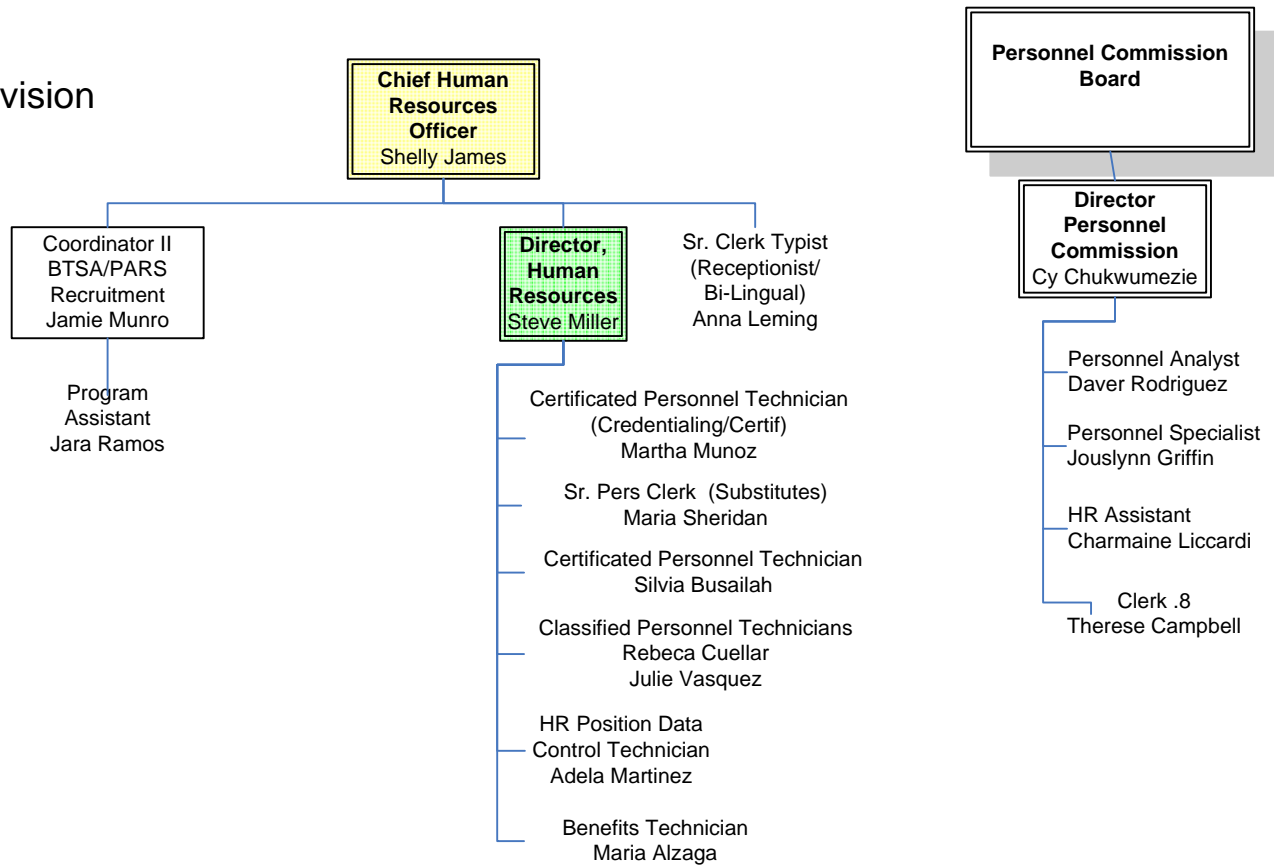 vision
Chief Human
Resources
Officer
Shelly James
Coordinator II
BTSA/PARS
Recruitment
Jamie Munro
Program
Assistant
Jara Ramos
Director,
Human
Resources
Steve Miller
Sr. Clerk Typist
(Receptionist/
Bi-Lingual)
Anna Leming
Certificated Personnel Technician
(Credentialing/Certif)
Martha Munoz
Sr. Pers Clerk  (Substitutes)
Maria Sheridan
Certificated Personnel Technician
Silvia Busailah
Classified Personnel Technicians
Rebeca Cuellar
Julie Vasquez
HR Position Data
Control Technician
Adela Martinez
Benefits Technician
Maria Alzaga
Personnel Commission
Board
Director
Personnel
Commission
Cy Chukwumezie
Personnel Analyst
Daver Rodriguez
Personnel Specialist
Jouslynn Griffin
HR Assistant
Charmaine Liccardi
Clerk .8
Therese Campbell